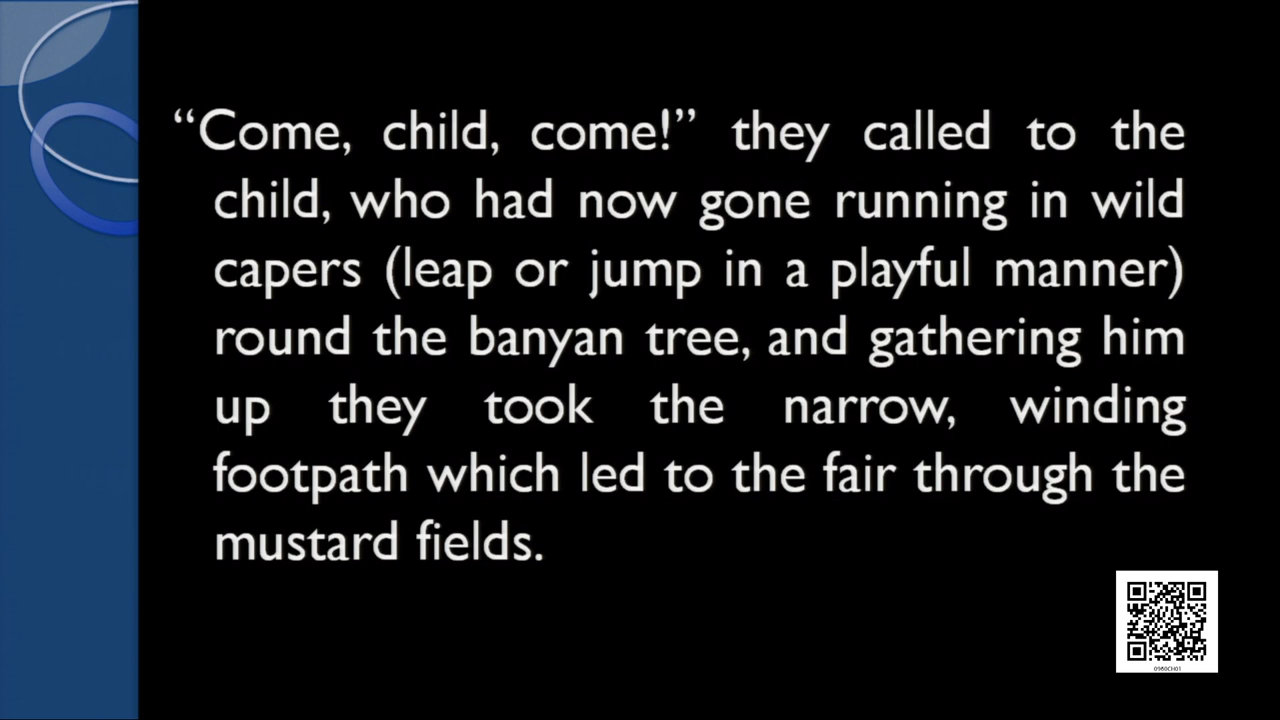 “Come, child, come!” they called to the
child, who had now gone running in wild
capers (leap or jump in a playful manner)
round the banyan tree, and gathering him
up they took the narrow, winding
footpath which led to the fair through the
mustard fields.
0960CH01